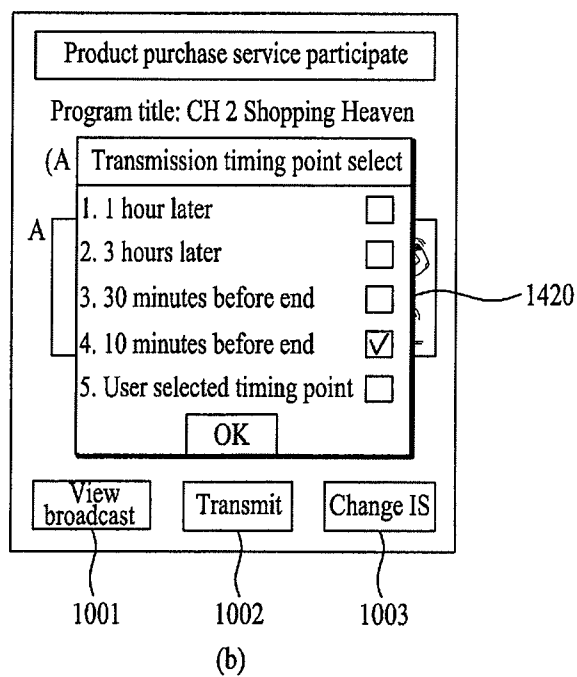 Product purchase service participate
Program title: CH 2 Shopping Heaven
(A
Transmission timing point select
A
1. 1 hour later
2. 3 hours later
3. 30 minutes before end
4. 10 minutes before end
5. User selected timing point
OK
1420
View broadcast
Transmit
Change IS
1001
1002
1003
(b)